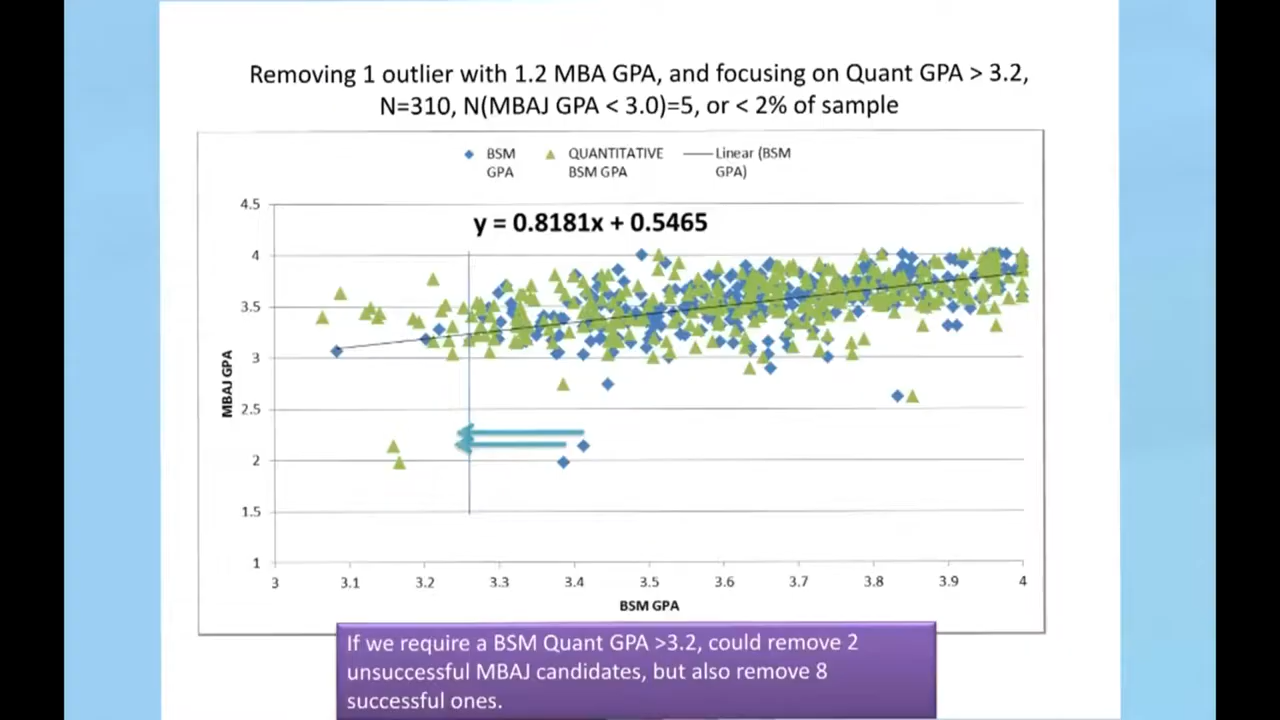 Removing 1 outlier with 1.2 MBA GPA, and focusing on Quant GPA > 3.2,
N=310, N(MBAJ GPA < 3.0)=5, or < 2% of sample
BSM GPA
QUANTITATIVE BSM GPA
Linear (BSM GPA)
y = 0.8181x + 0.5465
4.5
4
3.5
3
2.5
2
1.5
1
MBAJ GPA
3 3.1 3.2 3.3 3.4 3.5 3.6 3.7 3.8 3.9 4
BSM GPA
If we require a BSM Quant GPA >3.2, could remove 2
unsuccessful MBAJ candidates, but also remove 8
successful ones.